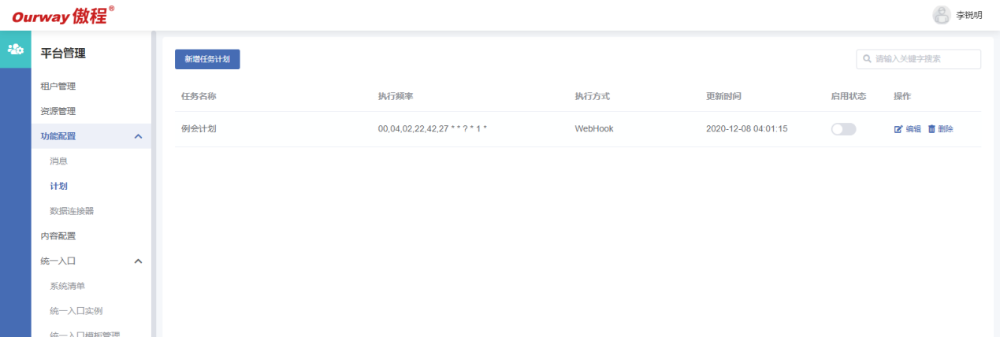 Ourway 傲程®
李锐明
平台管理
租户管理
资源管理
功能配置
消息
计划
数据连接器
内容配置
统一入口
系统清单
统一入口实例
统一入口模板管理
新增任务计划
请输入关键字搜素
任务名称 执行频率 执行方式 更新时间 启用状态 操作
例会计划 00,04,02,22,42,27 * * ? * 1 * WebHook 2020-12-08 04:01:15 编辑 删除